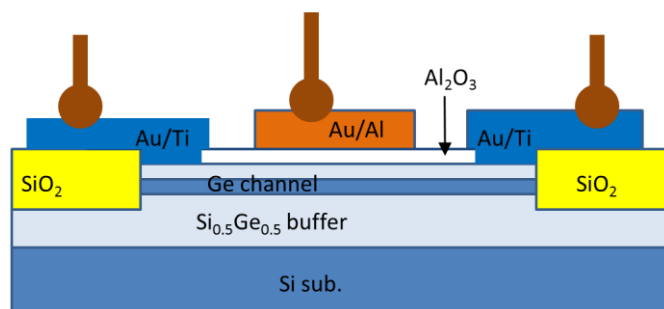 Al₂O₃
Au/Ti
Au/Al
Au/Ti
SiO₂
Ge channel
SiO₂
Si₀.₅Ge₀.₅ buffer
Si sub.